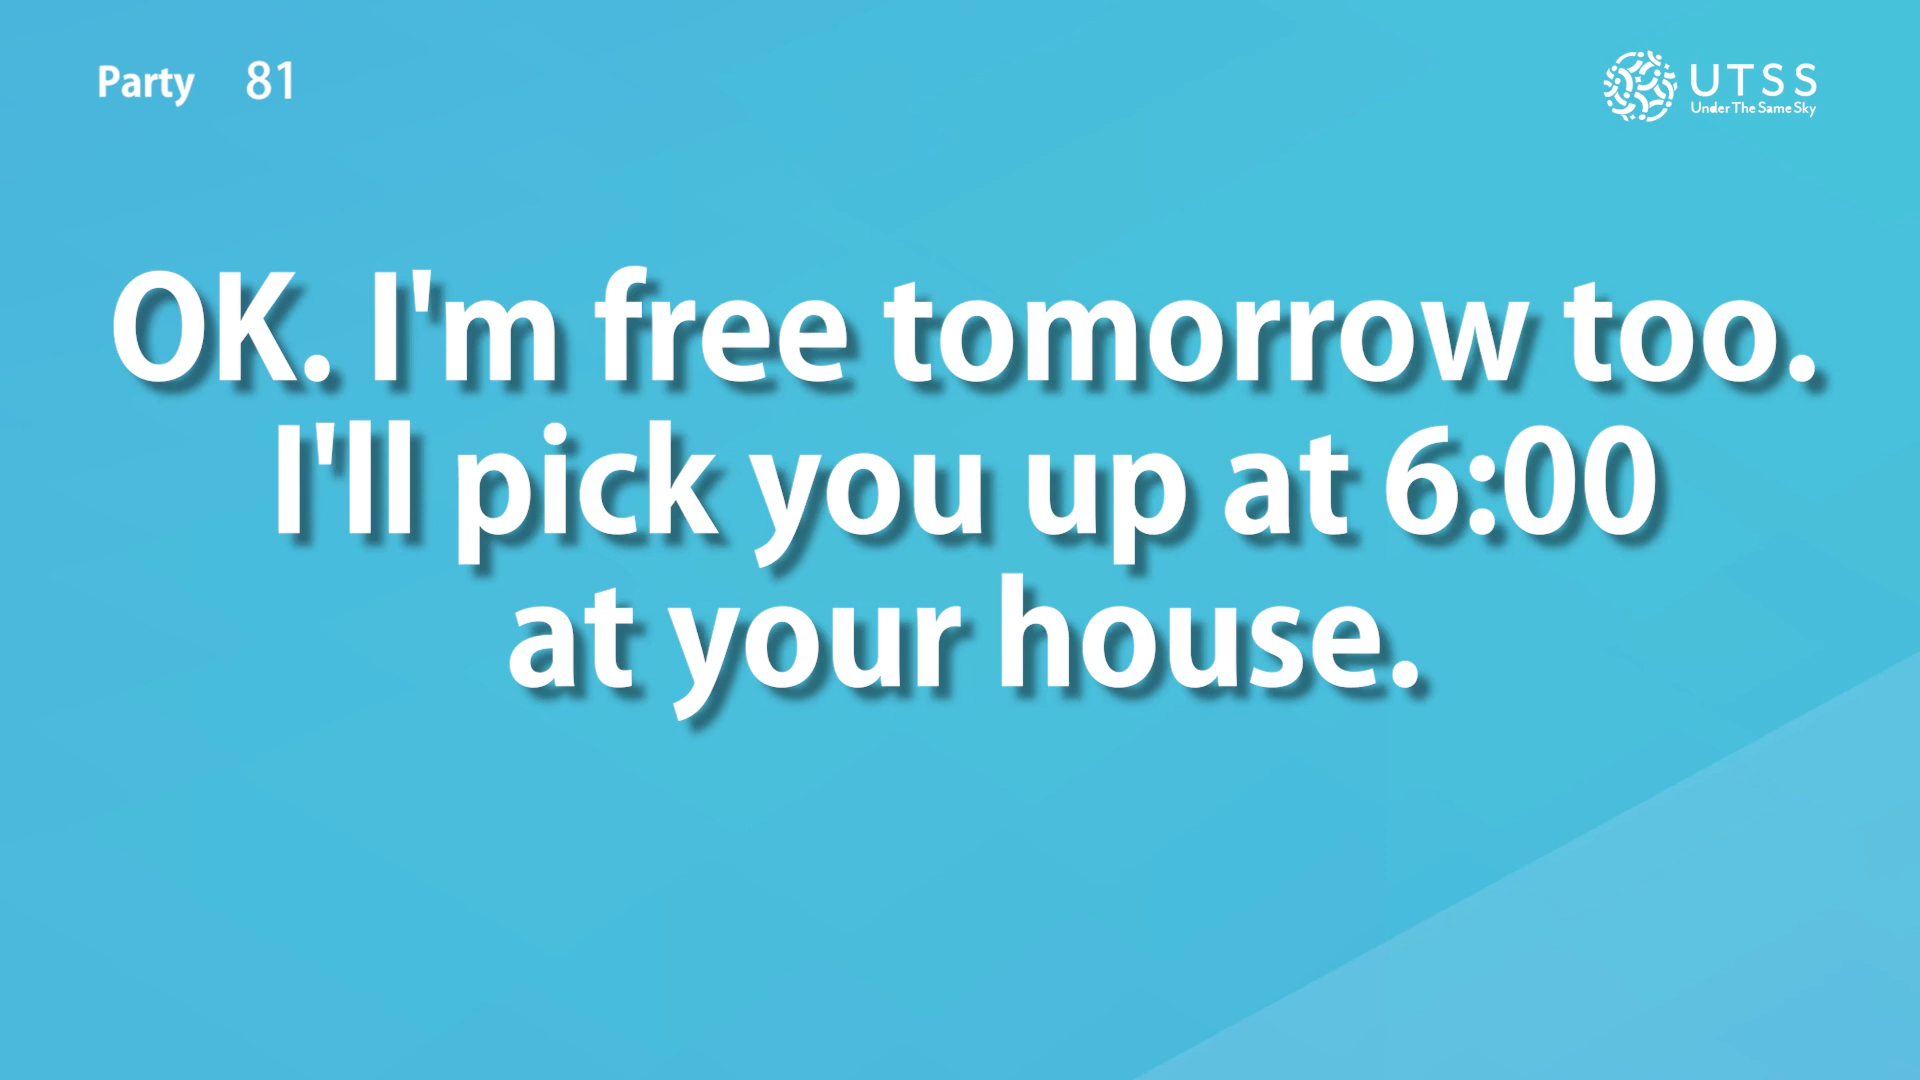 Party 81
UTSS
Under The Same Sky
OK. I'm free tomorrow too.
I'll pick you up at 6:00
at your house.